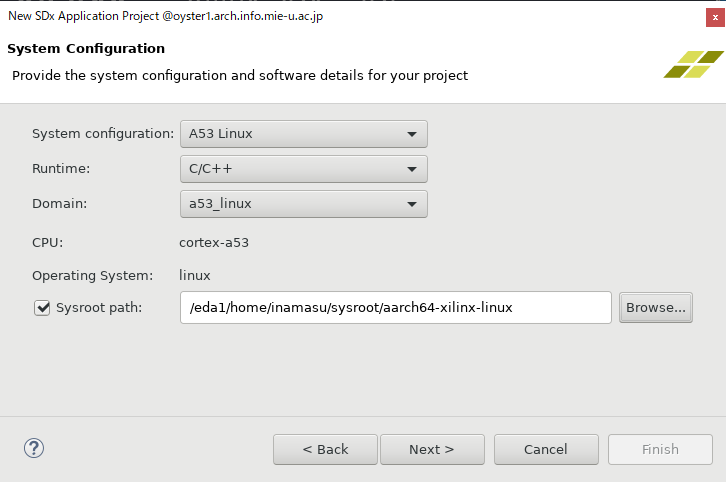 New SDx Application Project @oyster1.arch.info.mie-u.ac.jp
x
System Configuration
Provide the system configuration and software details for your project
System configuration: A53 Linux
Runtime: C/C++
Domain: a53_linux
CPU: cortex-a53
Operating System: linux
Sysroot path: /eda1/home/inamasu/sysroot/aarch64-xilinx-linux Browse...
? < Back Next > Cancel Finish